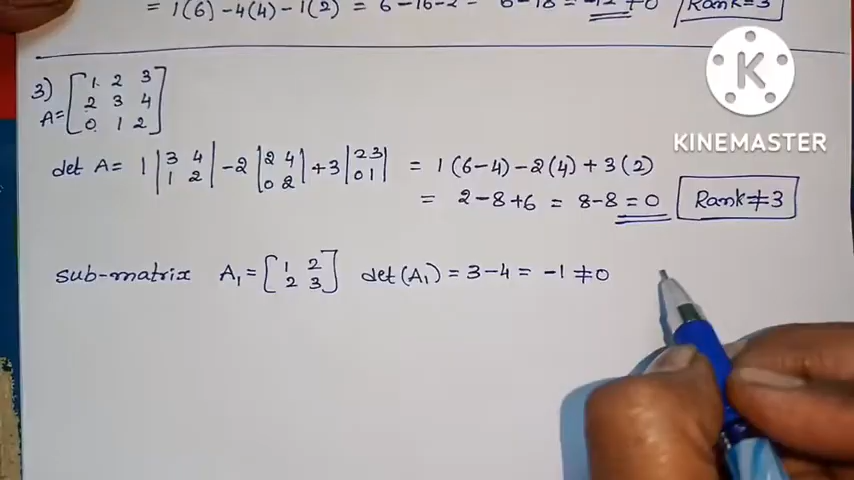 = 1(6)-4(4)-1(2) = 6-16-2 = 6-18 = -12 ≠0 Rank=3
3) A= [1 2 3
2 3 4
0 1 2]
det A= 1 |3 4 1 2| -2 |2 4 0 2| +3 |2 3 0 1| = 1(6-4)-2(4)+3(2)
= 2-8+6 = 8-8 = 0 Rank≠3
Sub-matrix A₁= [1 2 2 3] det(A₁) = 3-4 = -1 ≠0
K
KINEMASTER